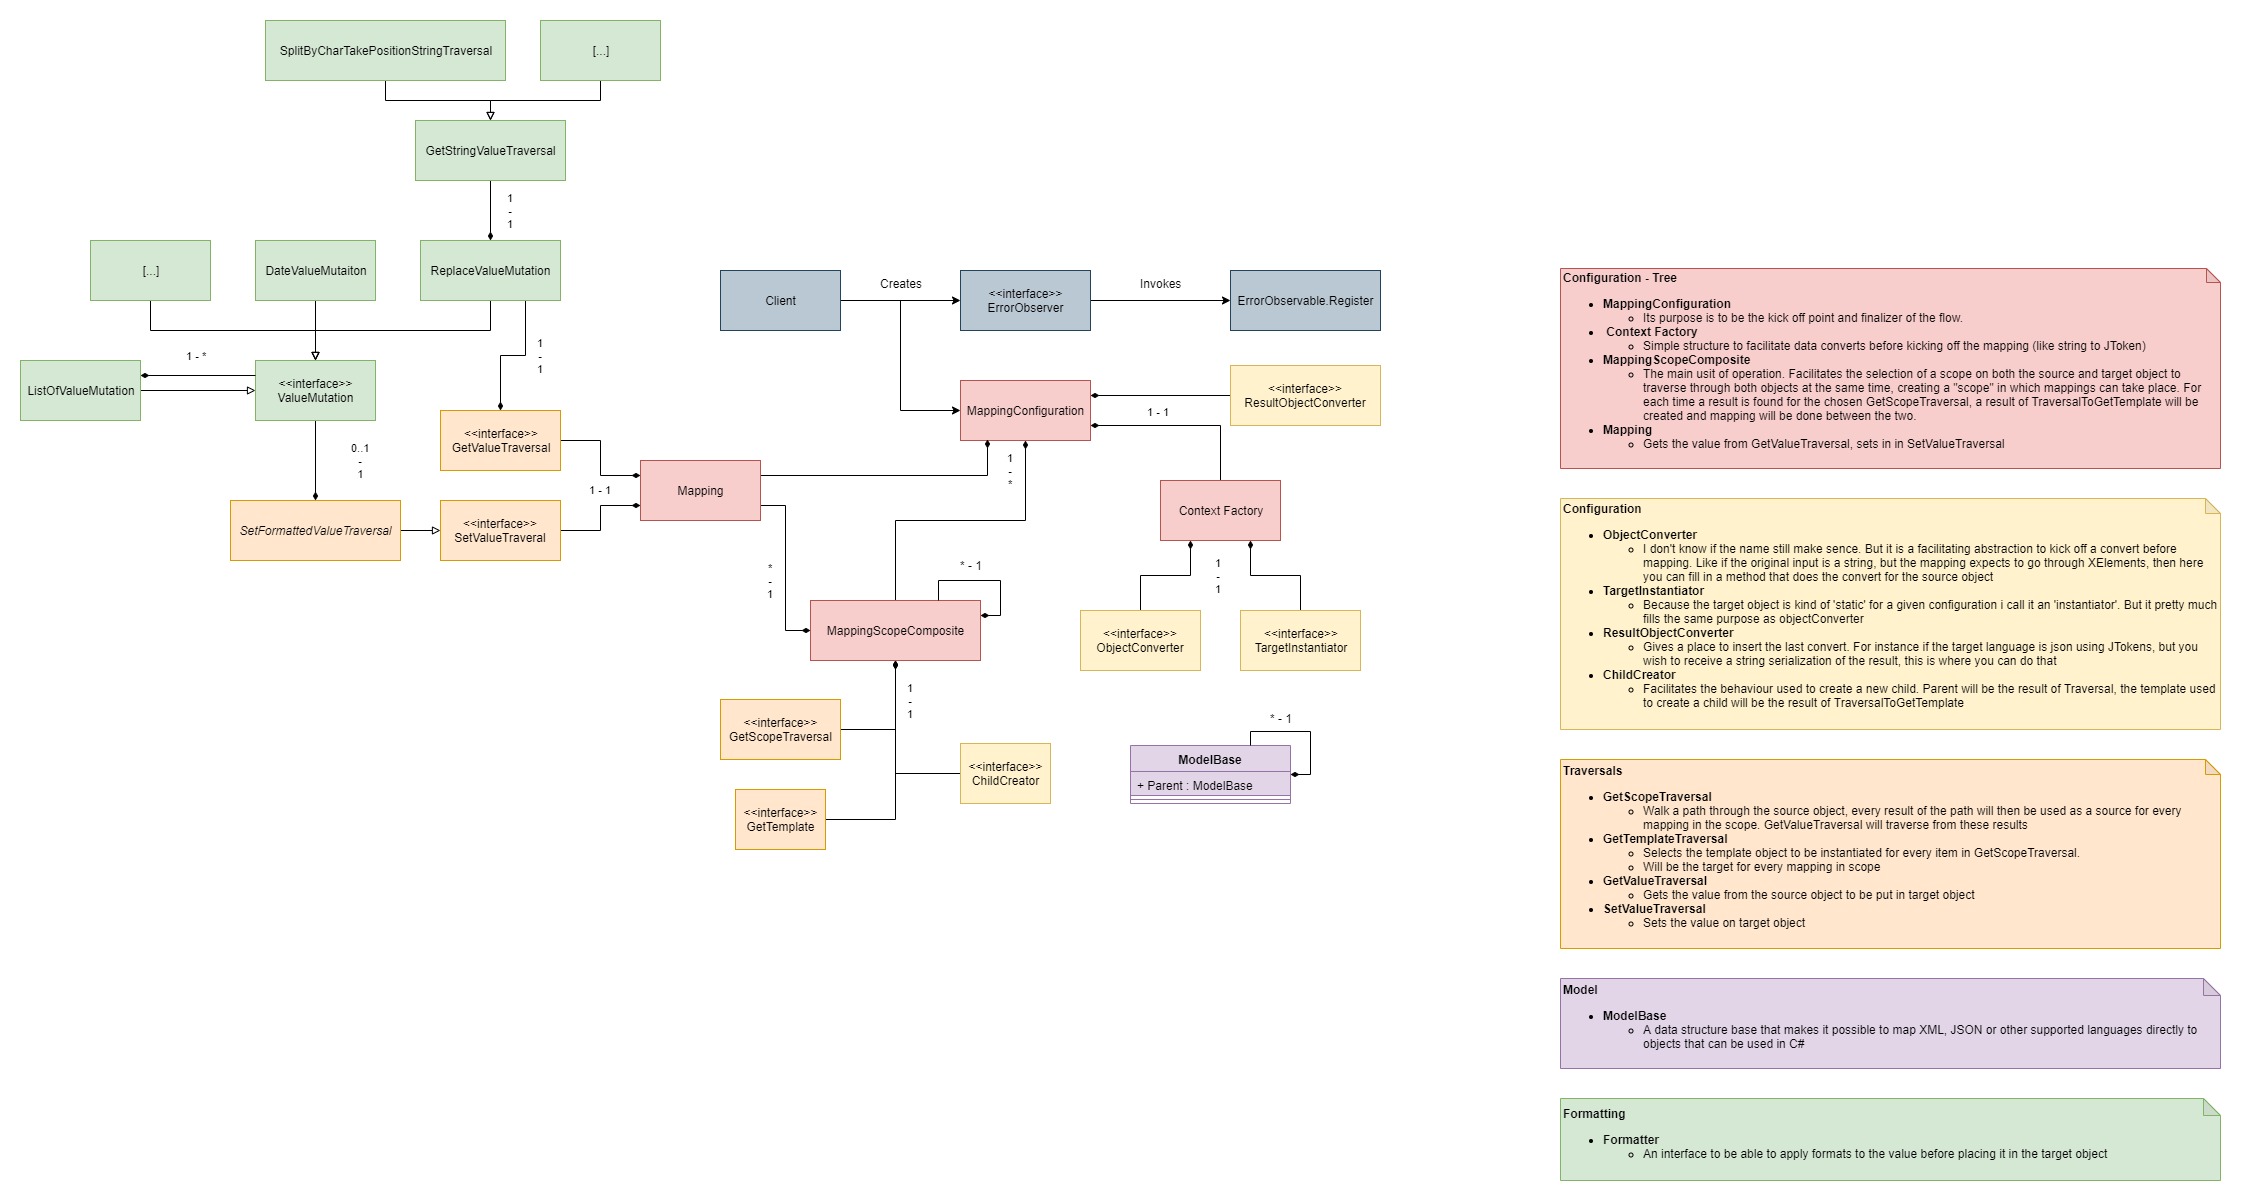 SplitByCharTakePositionStringTraversal
[...]
GetStringValueTraversal
1
-
1
[...]
DateValueMutaiton
ReplaceValueMutation
1
-
1
1 - *
ListOfValueMutation
<<interface>>
ValueMutation
0..1
-
1
<<interface>>
GetValueTraversal
SetFormattedValueTraversal
<<interface>>
SetValueTraveral
1 - 1
Mapping
Client
Creates
<<interface>>
ErrorObserver
Invokes
ErrorObservable.Register
<<interface>>
ResultObjectConverter
MappingConfiguration
1 - 1
1
-
*
Context Factory
*
-
1
* - 1
MappingScopeComposite
1
-
1
<<interface>>
ObjectConverter
<<interface>>
TargetInstantiator
1
-
1
<<interface>>
GetScopeTraversal
<<interface>>
ChildCreator
<<interface>>
GetTemplate
* - 1
ModelBase
+ Parent : ModelBase
Configuration - Tree
• MappingConfiguration
◦ Its purpose is to be the kick off point and finalizer of the flow.
• Context Factory
◦ Simple structure to facilitate data converts before kicking off the mapping (like string to JToken)
• MappingScopeComposite
◦ The main usit of operation. Facilitates the selection of a scope on both the source and target object to
traverse through both objects at the same time, creating a "scope" in which mappings can take place. For
each time a result is found for the chosen GetScopeTraversal, a result of TraversalToGetTemplate will be
created and mapping will be done between the two.
• Mapping
◦ Gets the value from GetValueTraversal, sets in in SetValueTraversal
Configuration
• ObjectConverter
◦ I don't know if the name still make sence. But it is a facilitating abstraction to kick off a convert before
mapping. Like if the original input is a string, but the mapping expects to go through XElements, then here
you can fill in a method that does the convert for the source object
• TargetInstantiator
◦ Because the target object is kind of 'static' for a given configuration i call it an 'instantiator'. But it pretty much
fills the same purpose as objectConverter
• ResultObjectConverter
◦ Gives a place to insert the last convert. For instance if the target language is json using JTokens, but you
wish to receive a string serialization of the result, this is where you can do that
• ChildCreator
◦ Facilitates the behaviour used to create a new child. Parent will be the result of Traversal, the template used
to create a child will be the result of TraversalToGetTemplate
Traversals
• GetScopeTraversal
◦ Walk a path through the source object, every result of the path will then be used as a source for every
mapping in the scope. GetValueTraversal will traverse from these results
• GetTemplateTraversal
◦ Selects the template object to be instantiated for every item in GetScopeTraversal.
◦ Will be the target for every mapping in scope
• GetValueTraversal
◦ Gets the value from the source object to be put in target object
• SetValueTraversal
◦ Sets the value on target object
Model
• ModelBase
◦ A data structure base that makes it possible to map XML, JSON or other supported languages directly to
objects that can be used in C#
Formatting
• Formatter
◦ An interface to be able to apply formats to the value before placing it in the target object